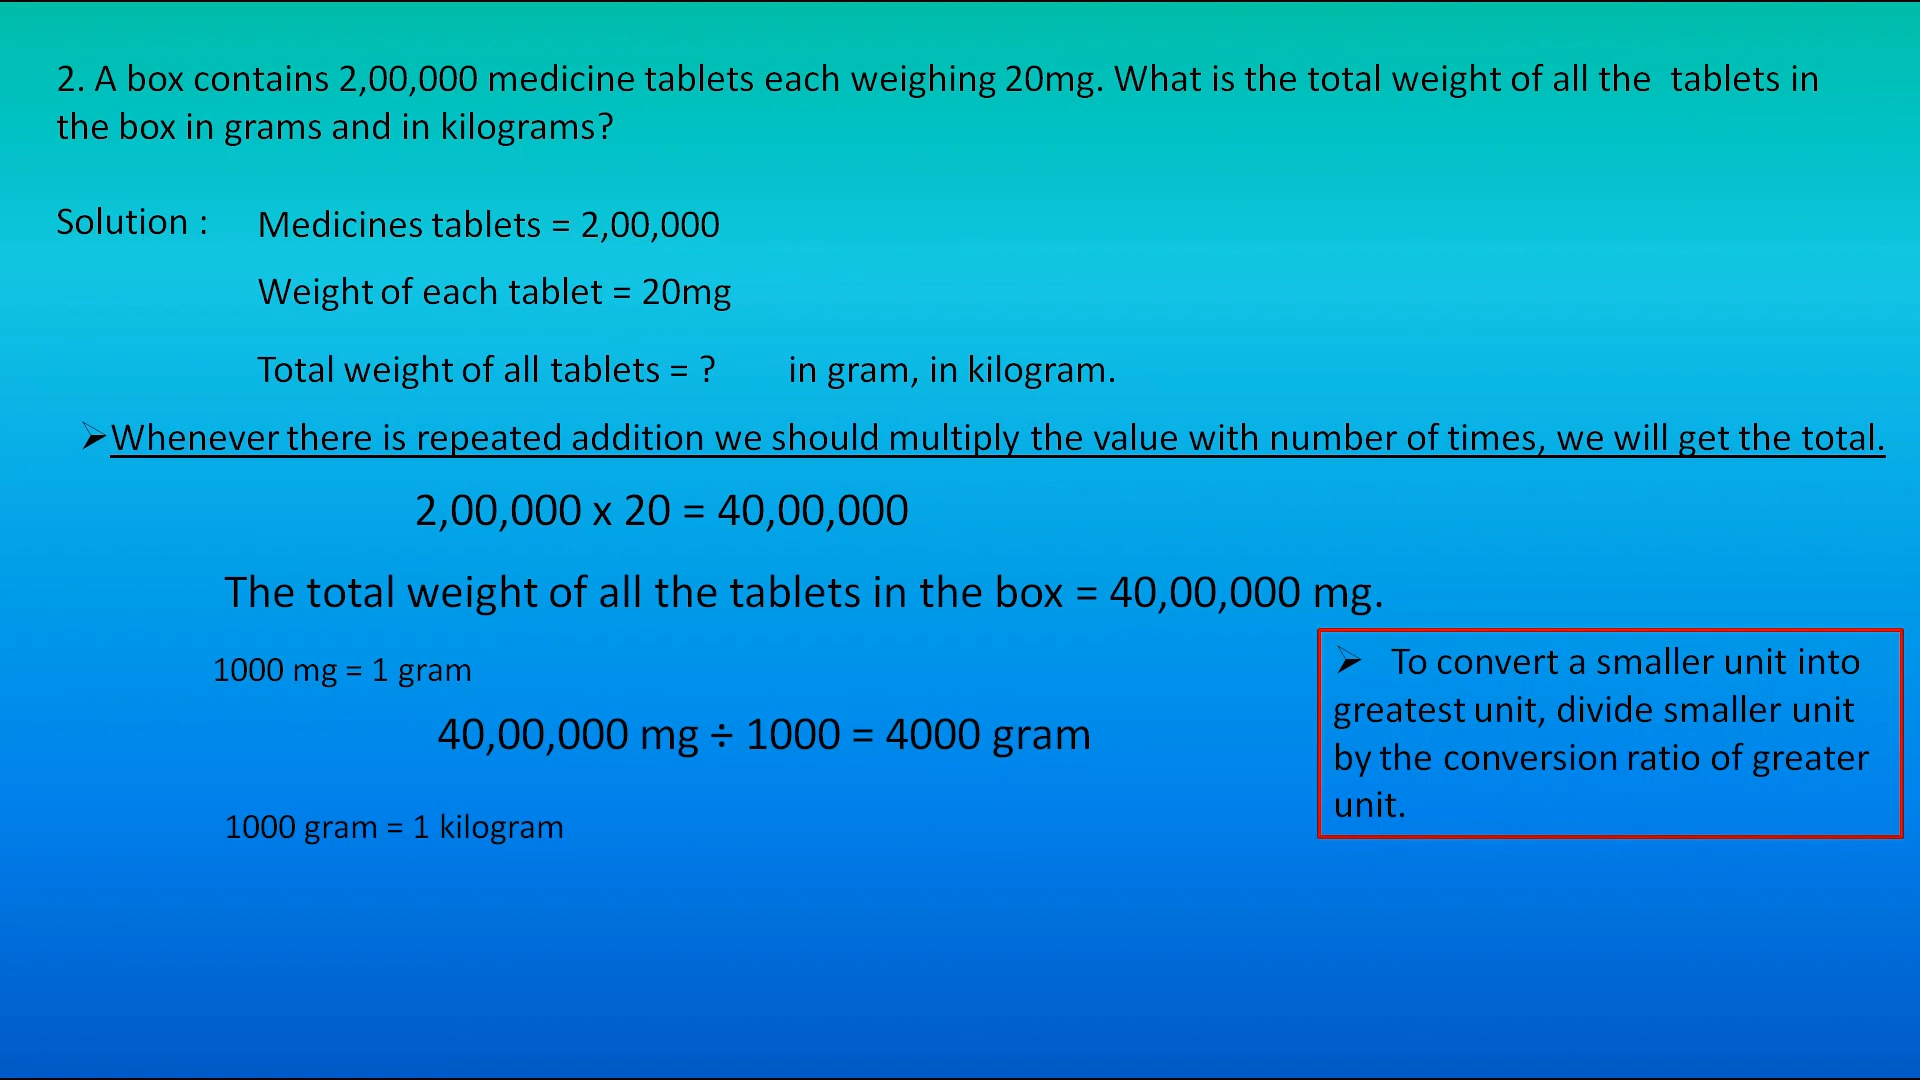 2. A box contains 2,00,000 medicine tablets each weighing 20mg. What is the total weight of all the tablets in
the box in grams and in kilograms?
Solution :
Medicines tablets = 2,00,000
Weight of each tablet = 20mg
Total weight of all tablets = ? in gram, in kilogram.
➢Whenever there is repeated addition we should multiply the value with number of times, we will get the total.
2,00,000 x 20 = 40,00,000
The total weight of all the tablets in the box = 40,00,000 mg.
1000 mg = 1 gram
40,00,000 mg ÷ 1000 = 4000 gram
1000 gram = 1 kilogram
➢ To convert a smaller unit into
greatest unit, divide smaller unit
by the conversion ratio of greater
unit.